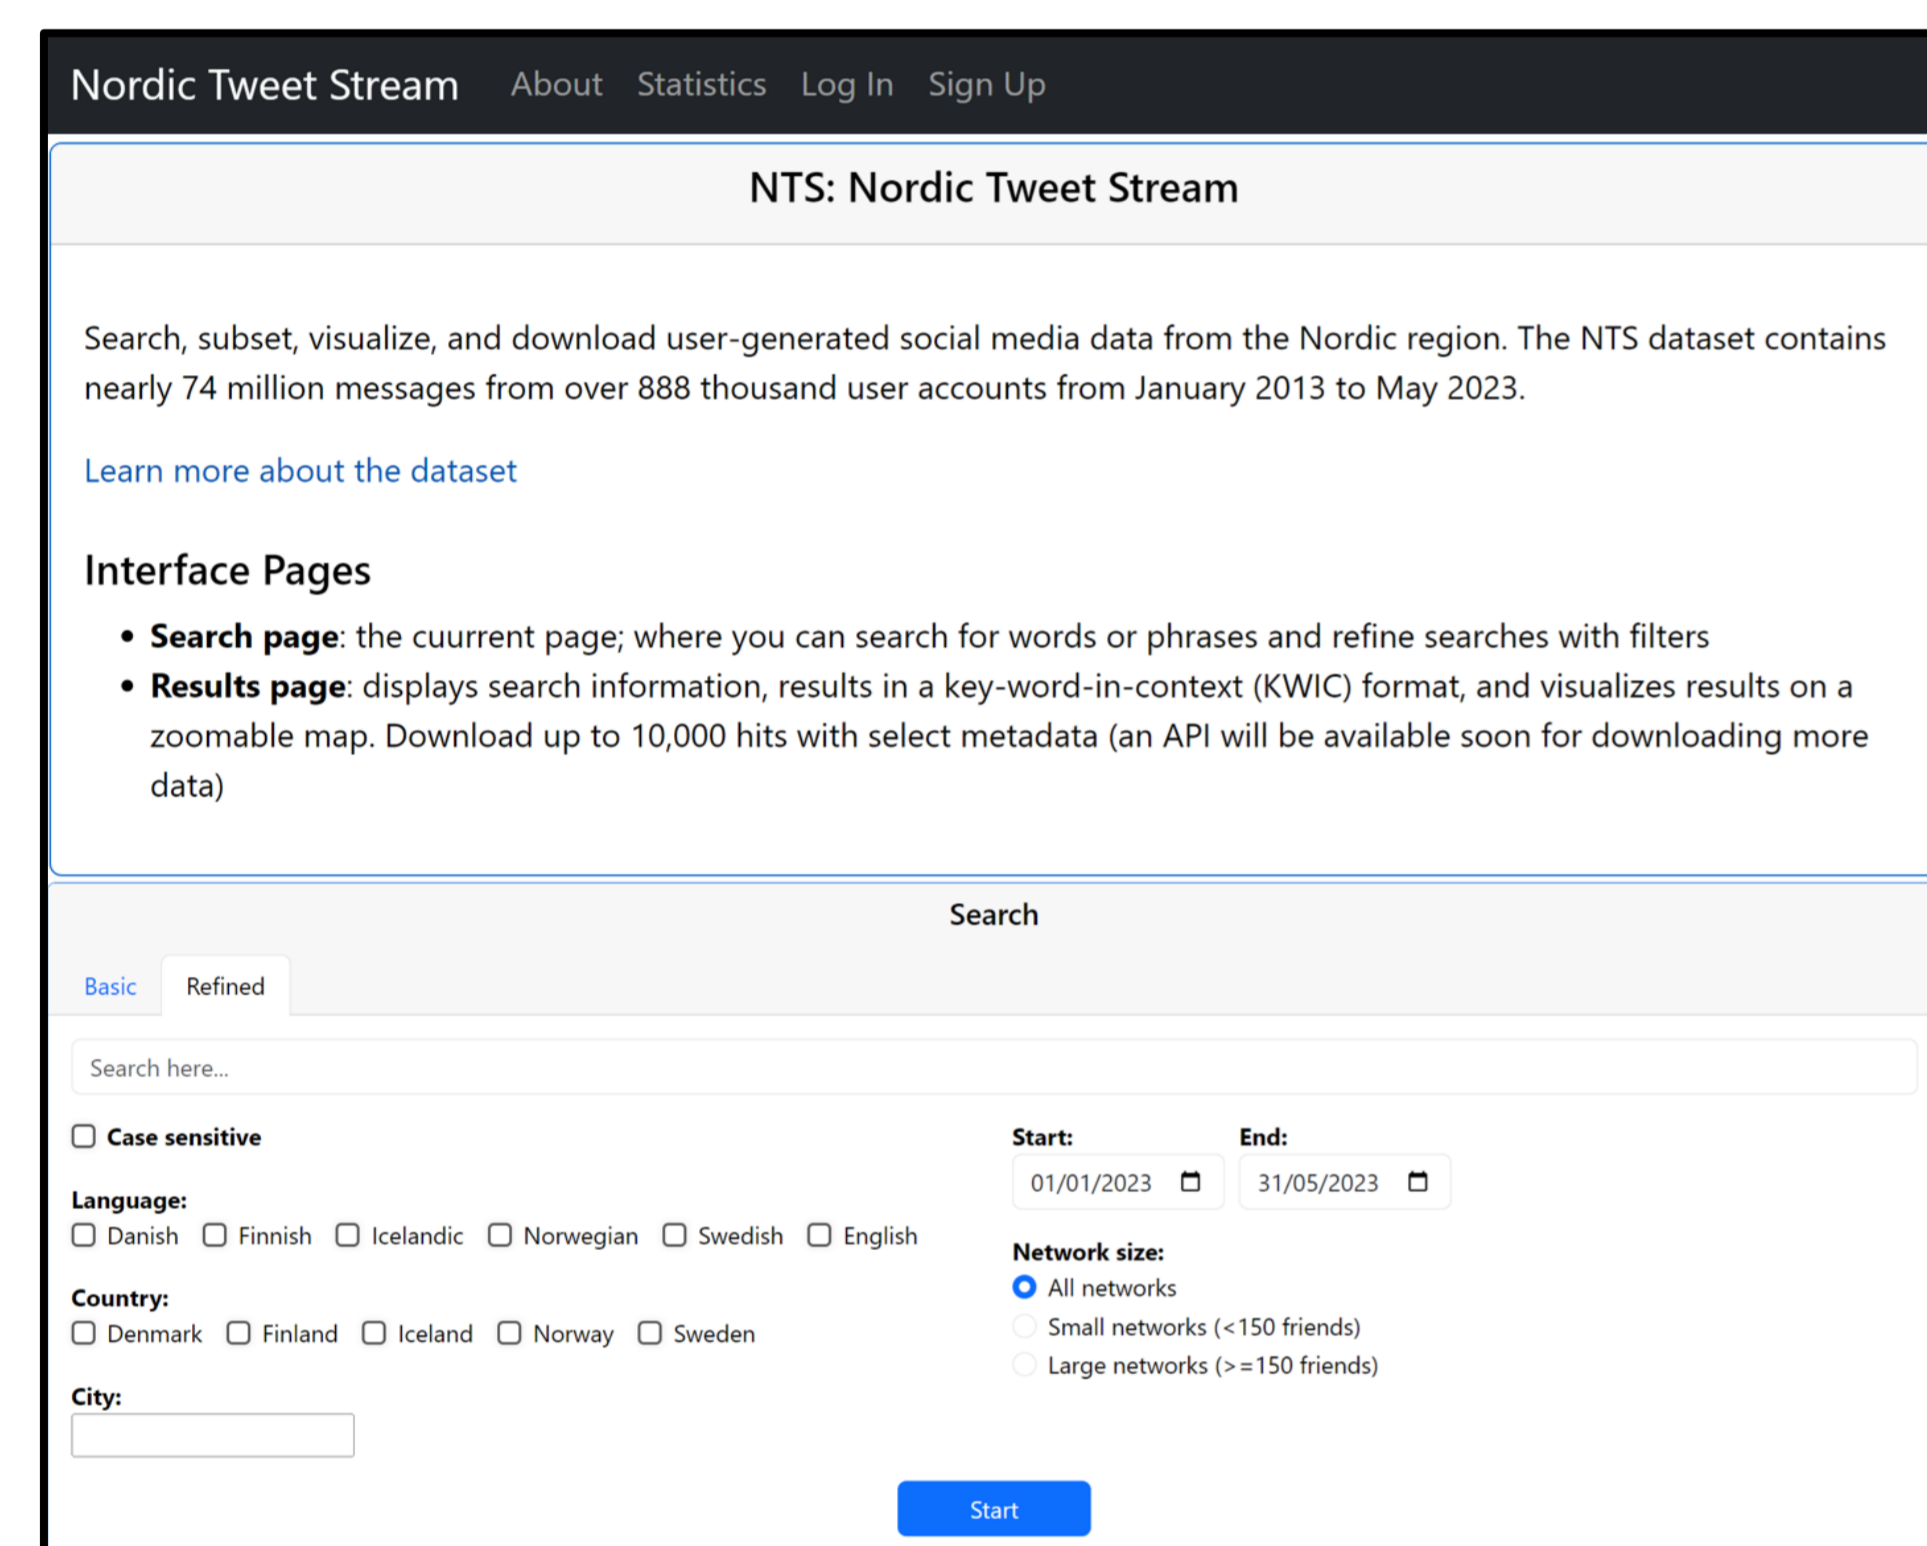 Nordic Tweet Stream About Statistics Log In Sign Up
NTS: Nordic Tweet Stream
Search, subset, visualize, and download user-generated social media data from the Nordic region. The NTS dataset contains
nearly 74 million messages from over 888 thousand user accounts from January 2013 to May 2023.
Learn more about the dataset
Interface Pages
• Search page: the cuurrent page; where you can search for words or phrases and refine searches with filters
• Results page: displays search information, results in a key-word-in-context (KWIC) format, and visualizes results on a
zoomable map. Download up to 10,000 hits with select metadata (an API will be available soon for downloading more
data)
Search
Basic Refined
Search here...
Case sensitive
Language:
Danish Finnish Icelandic Norwegian Swedish English
Country:
Denmark Finland Iceland Norway Sweden
City:
Start: End:
01/01/2023 31/05/2023
Network size:
All networks
Small networks (<150 friends)
Large networks (>=150 friends)
Start